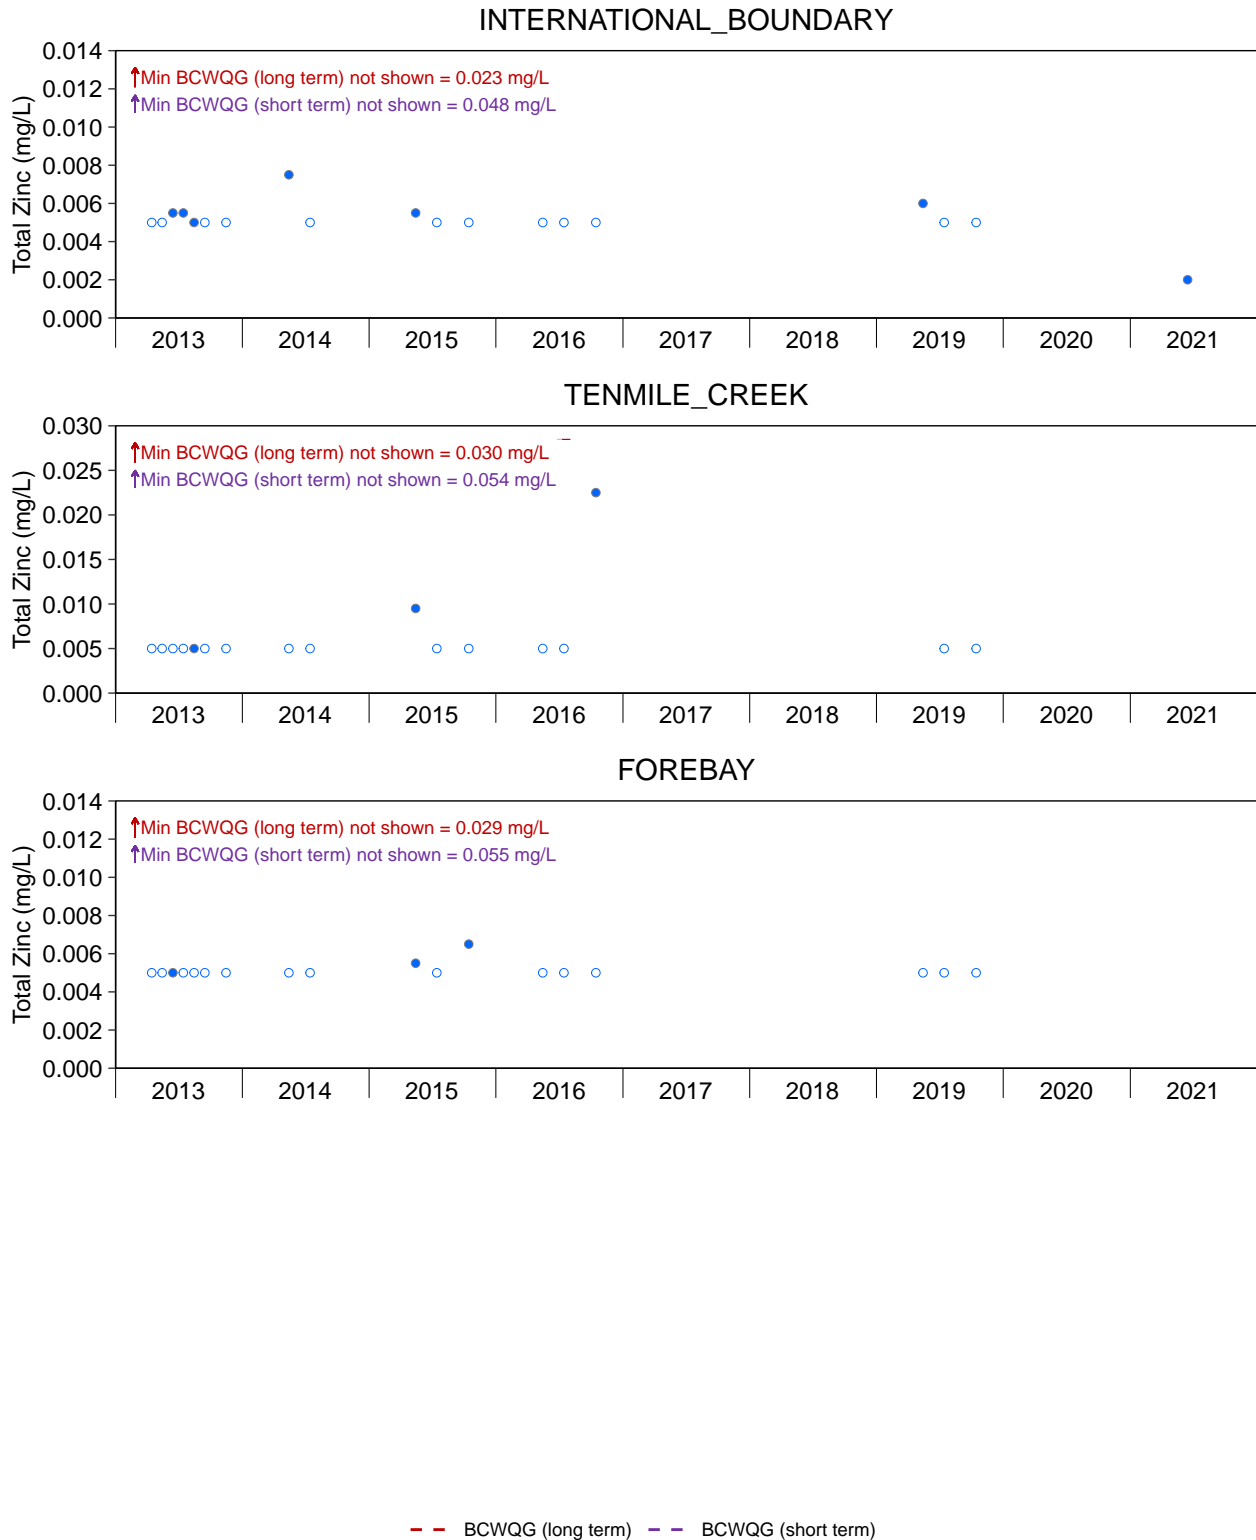 INTERNATIONAL_BOUNDARY
Total Zinc (mg/L)
0.014
0.012
0.010
0.008
0.006
0.004
0.002
0.000
↑Min BCWQG (long term) not shown = 0.023 mg/L
↑Min BCWQG (short term) not shown = 0.048 mg/L
2013 2014 2015 2016 2017 2018 2019 2020 2021
TENMILE_CREEK
Total Zinc (mg/L)
0.030
0.025
0.020
0.015
0.010
0.005
0.000
↑Min BCWQG (long term) not shown = 0.030 mg/L
↑Min BCWQG (short term) not shown = 0.054 mg/L
2013 2014 2015 2016 2017 2018 2019 2020 2021
FOREBAY
Total Zinc (mg/L)
0.014
0.012
0.010
0.008
0.006
0.004
0.002
0.000
↑Min BCWQG (long term) not shown = 0.029 mg/L
↑Min BCWQG (short term) not shown = 0.055 mg/L
2013 2014 2015 2016 2017 2018 2019 2020 2021
BCWQG (long term) BCWQG (short term)